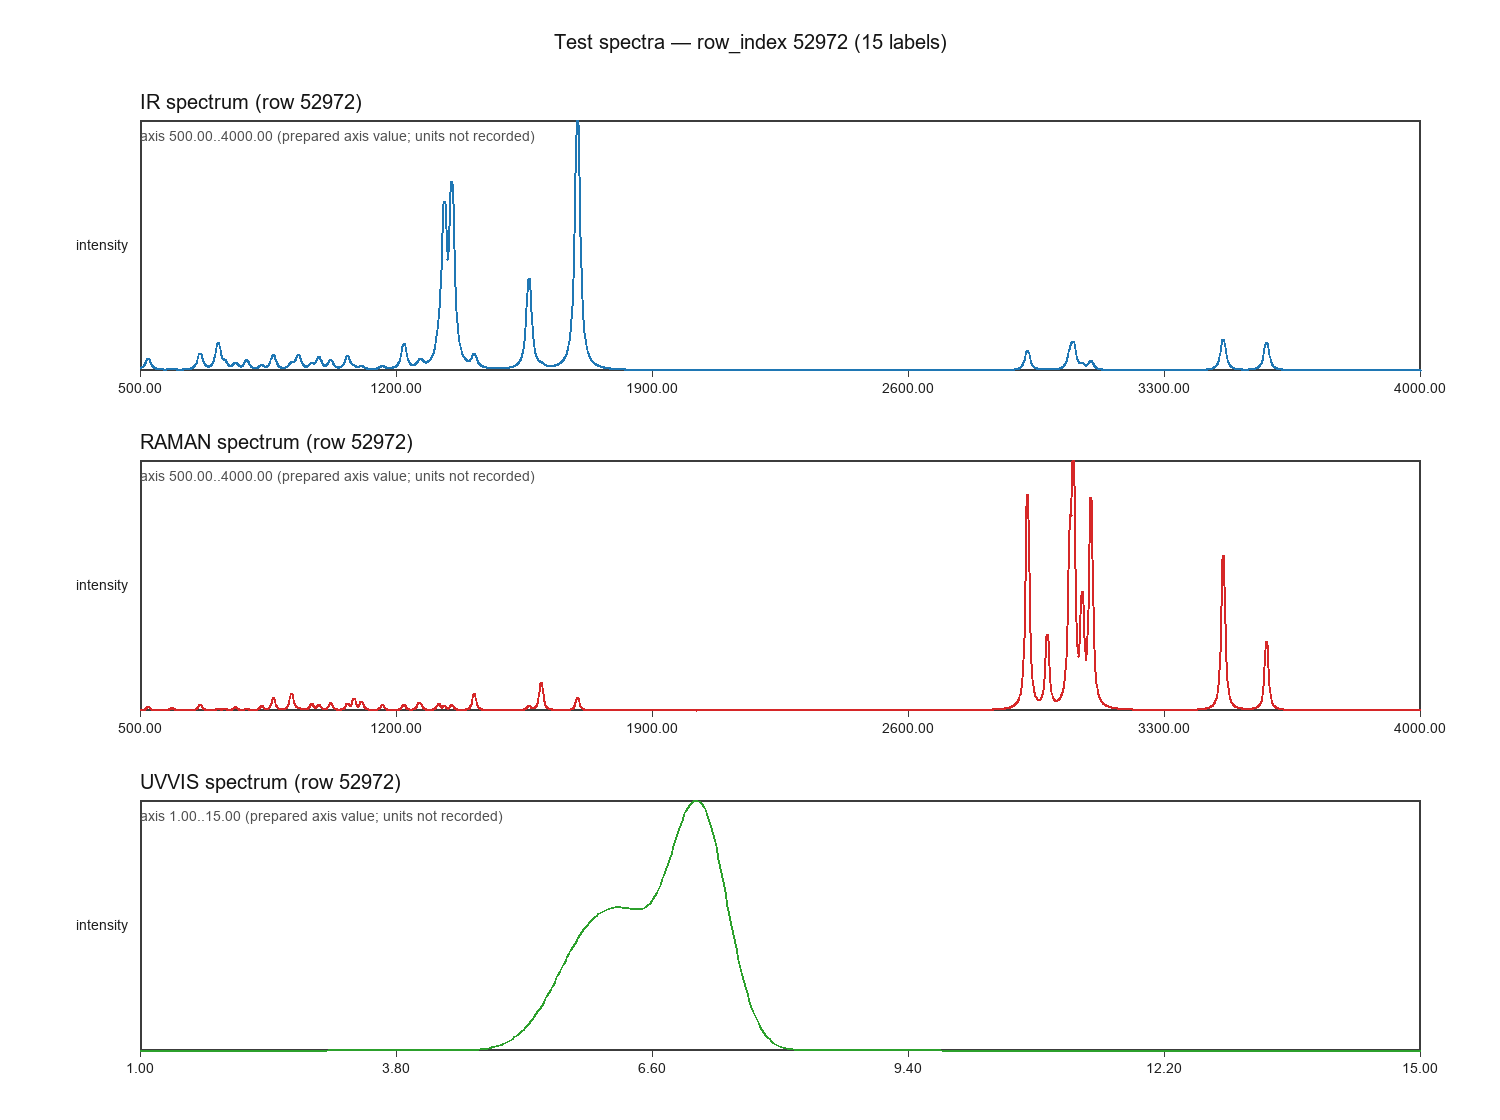 Test spectra — row_index 52972 (15 labels)
IR spectrum (row 52972)
axis 500.00..4000.00 (prepared axis value; units not recorded)
intensity
500.00 1200.00 1900.00 2600.00 3300.00 4000.00
RAMAN spectrum (row 52972)
axis 500.00..4000.00 (prepared axis value; units not recorded)
intensity
500.00 1200.00 1900.00 2600.00 3300.00 4000.00
UVVIS spectrum (row 52972)
axis 1.00..15.00 (prepared axis value; units not recorded)
intensity
1.00 3.80 6.60 9.40 12.20 15.00